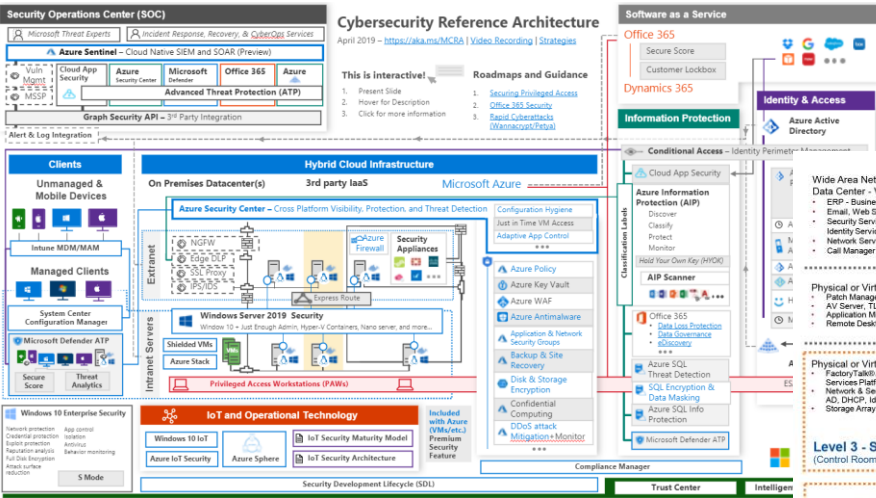 Security Operations Center (SOC)
Microsoft Threat Experts
Incident Response, Recovery, & CyberOps Services
Azure Sentinel – Cloud Native SIEM and SOAR (Preview)
Vuln Mgmt
MSSP
Cloud App Security
Azure Security Center
Microsoft Defender
Office 365
Azure
Advanced Threat Protection (ATP)
Graph Security API – 3rd Party Integration
Alert & Log Integration
Cybersecurity Reference Architecture
April 2019 – https://aka.ms/MCRA | Video Recording | Strategies
This is interactive!
1. Present Slide
2. Hover for Description
3. Click for more information
Roadmaps and Guidance
1. Securing Privileged Access
2. Office 365 Security
3. Rapid Cyberattacks
(Wannacrypt/Petya)
Software as a Service
Office 365
Secure Score
Customer Lockbox
Dynamics 365
Identity & Access
Azure Active
Directory
Information Protection
Conditional Access – Identity Perimeter Management
Clients
Unmanaged &
Mobile Devices
Intune MDM/MAM
Managed Clients
System Center
Configuration Manager
Microsoft Defender ATP
Secure
Score
Threat
Analytics
Hybrid Cloud Infrastructure
On Premises Datacenter(s)
3rd party IaaS
Microsoft Azure
Azure Security Center – Cross Platform Visibility, Protection, and Threat Detection
Configuration Hygiene
Just in Time VM Access
Adaptive App Control
Extranet
NGFW
Edge DLP
SSL Proxy
IPS/IDS
Azure
Firewall
Security
Appliances
Express Route
Intranet Servers
Windows Server 2019 Security
Window 10 + Just Enough Admin, Hyper-V Containers, Nano server, and more...
Shielded VMs
Azure Stack
VMs
Privileged Access Workstations (PAWs)
Azure Policy
Azure Key Vault
Azure WAF
Azure Antimalware
Application & Network
Security Groups
Backup & Site
Recovery
Disk & Storage
Encryption
Confidential
Computing
DDoS attack
Mitigation+Monitor
Classification Labels
Cloud App Security
Azure Information
Protection (AIP)
Discover
Classify
Protect
Monitor
Hold Your Own Key (HYOK)
AIP Scanner
Office 365
Data Loss Protection
Data Governance
eDiscovery
Azure SQL
Threat Detection
SQL Encryption &
Data Masking
Azure SQL Info
Protection
Microsoft Defender ATP
Windows 10 Enterprise Security
Network protection
Credential protection
Exploit protection
Reputation analysis
Full Disk Encryption
Attack surface
reduction
App control
Isolation
Antivirus
Behavior monitoring
S Mode
IoT and Operational Technology
Windows 10 IoT
Azure IoT Security
Azure Sphere
IoT Security Maturity Model
IoT Security Architecture
Included
with Azure
(VMs/etc.)
Premium
Security
Feature
Compliance Manager
Security Development Lifecycle (SDL)
Trust Center
Wide Area Net
Data Center - V
ERP - Busine
Email, Web S
Security Serv
Identity Servic
Network Serv
Call Manager
Physical or Virt
Patch Manage
AV Server, TL
Application M
Remote Deskt
Physical or Virt
FactoryTalk®
Services Platf
Network & Se
AD, DHCP, Id
Storage Array
Level 3 - S
(Control Room